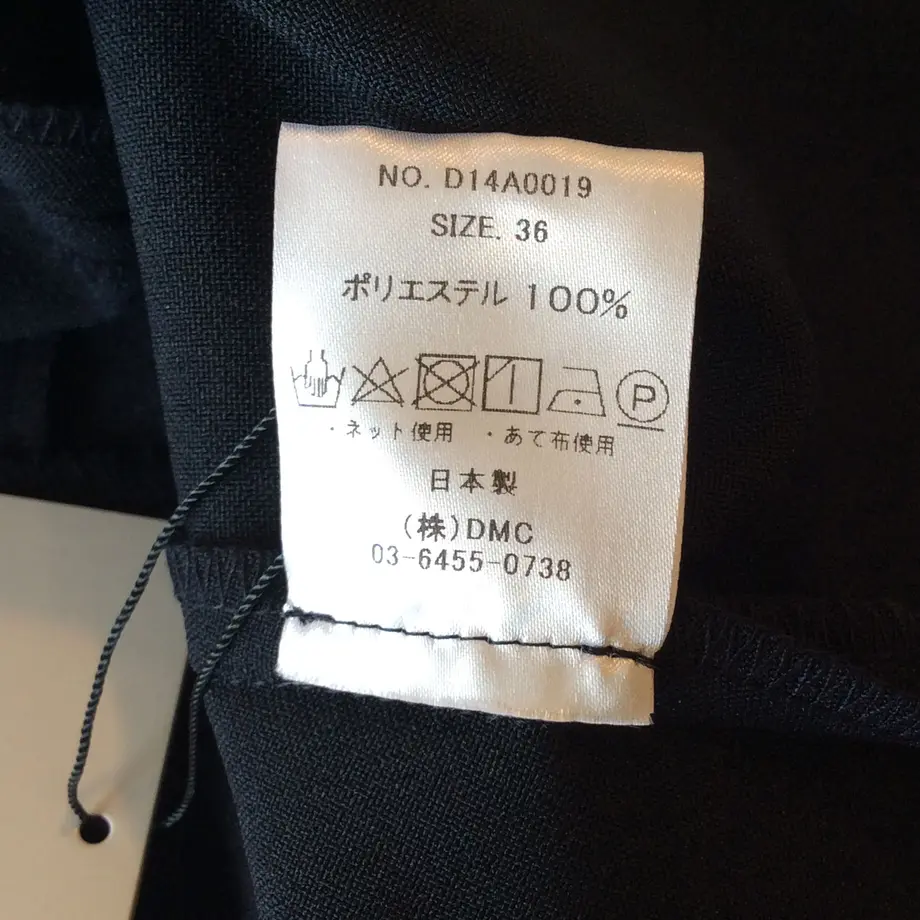 NO. D14A0019
SIZE. 36
ポリエステル 100%
P
・ネット使用 ・あて布使用
日本製
(株)DMC
03-6455-0738